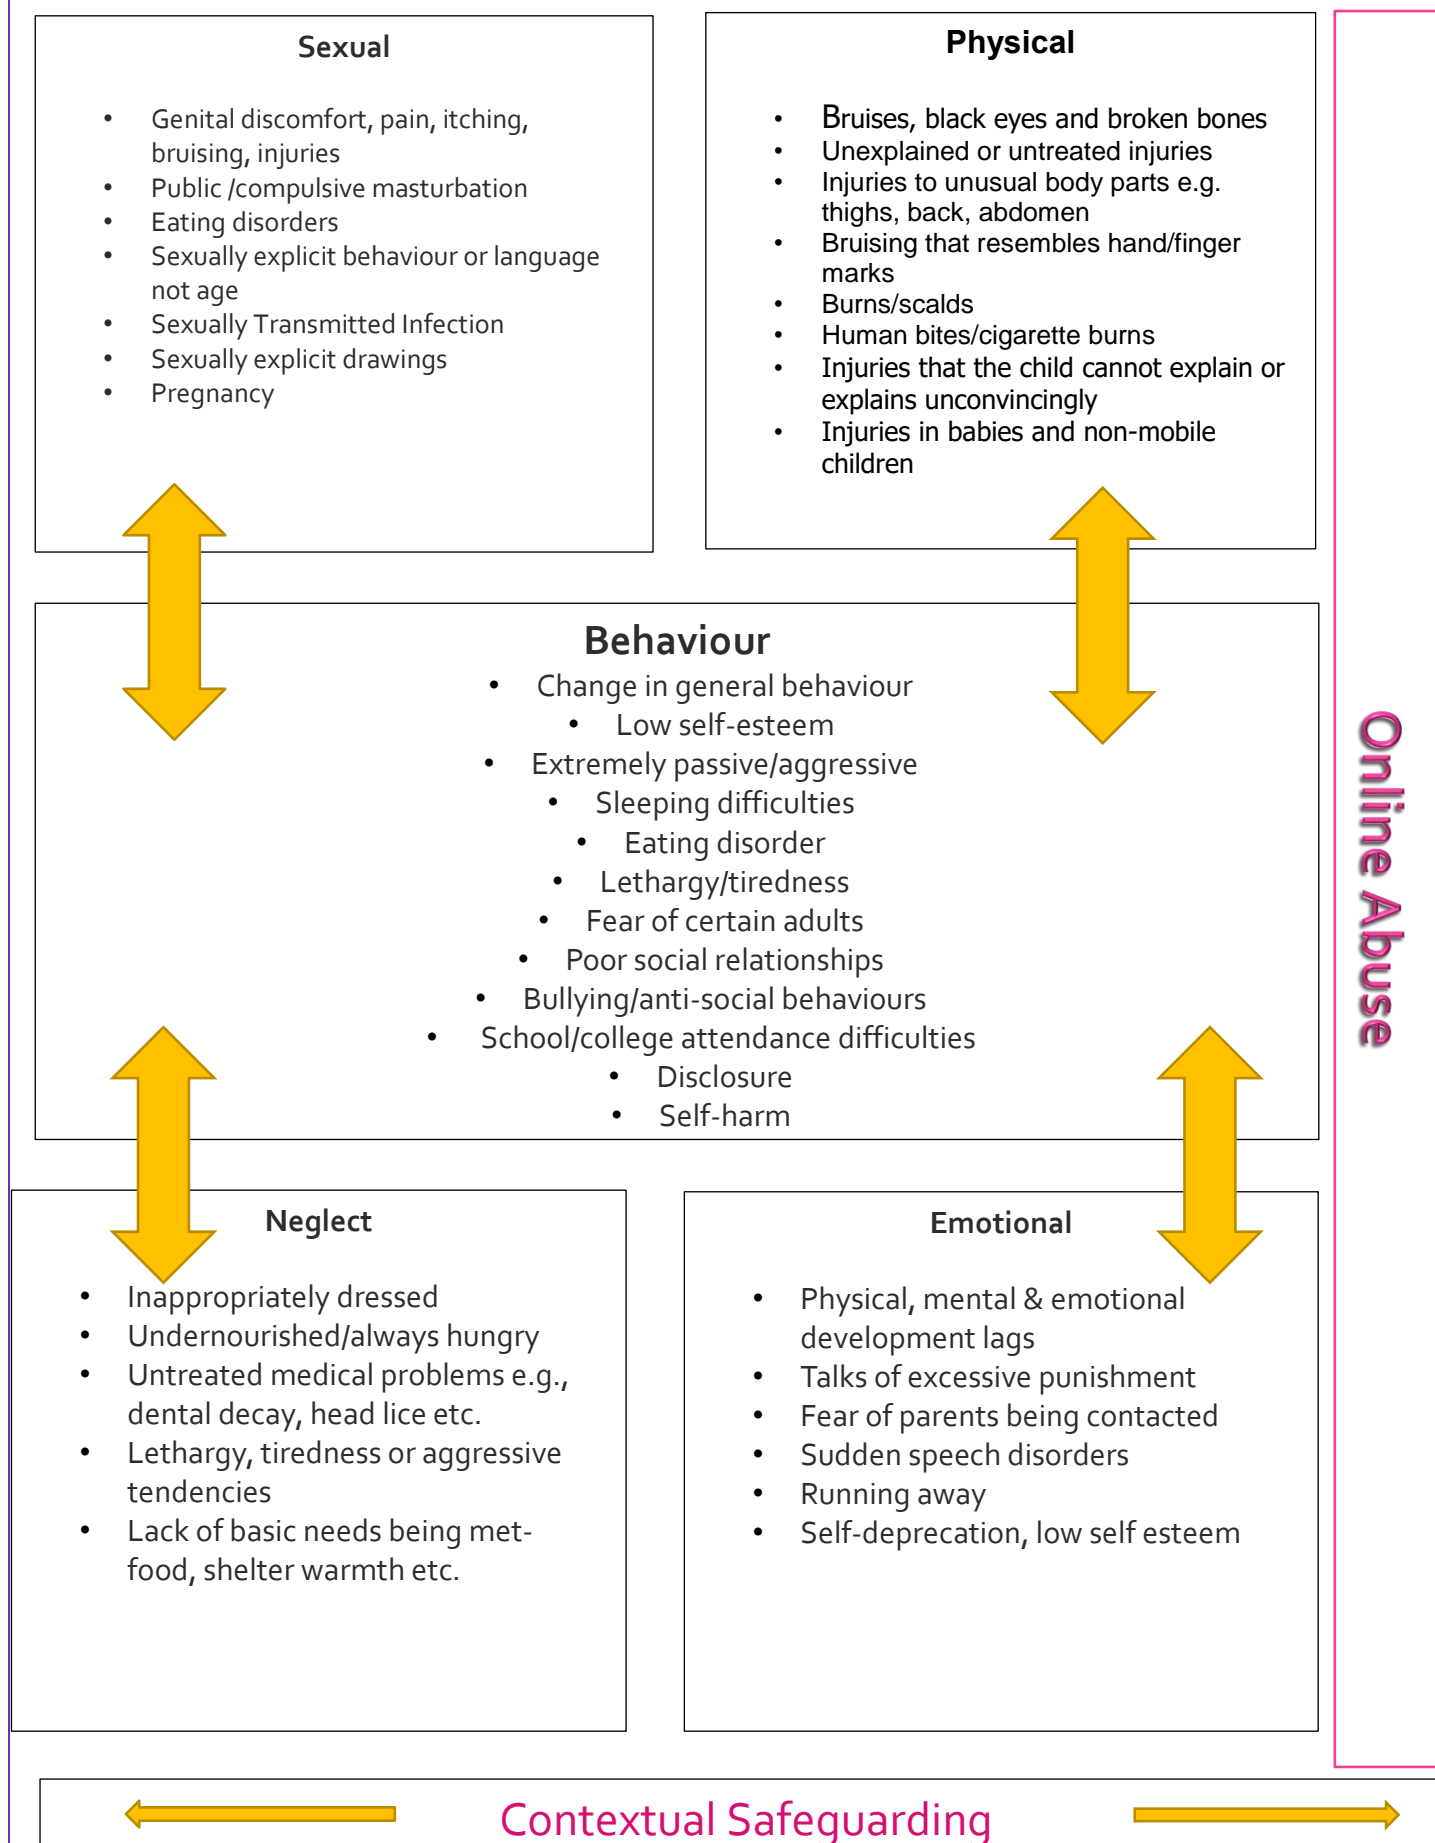 Sexual
• Genital discomfort, pain, itching,
bruising, injuries
• Public /compulsive masturbation
• Eating disorders
• Sexually explicit behaviour or language
not age
• Sexually Transmitted Infection
• Sexually explicit drawings
• Pregnancy
Physical
• Bruises, black eyes and broken bones
• Unexplained or untreated injuries
• Injuries to unusual body parts e.g.
thighs, back, abdomen
• Bruising that resembles hand/finger
marks
• Burns/scalds
• Human bites/cigarette burns
• Injuries that the child cannot explain or
explains unconvincingly
• Injuries in babies and non-mobile
children
Behaviour
• Change in general behaviour
• Low self-esteem
• Extremely passive/aggressive
• Sleeping difficulties
• Eating disorder
• Lethargy/tiredness
• Fear of certain adults
• Poor social relationships
• Bullying/anti-social behaviours
• School/college attendance difficulties
• Disclosure
• Self-harm
Neglect
• Inappropriately dressed
• Undernourished/always hungry
• Untreated medical problems e.g.,
dental decay, head lice etc.
• Lethargy, tiredness or aggressive
tendencies
• Lack of basic needs being met-
food, shelter warmth etc.
Emotional
• Physical, mental & emotional
development lags
• Talks of excessive punishment
• Fear of parents being contacted
• Sudden speech disorders
• Running away
• Self-deprecation, low self esteem
Online Abuse
Contextual Safeguarding